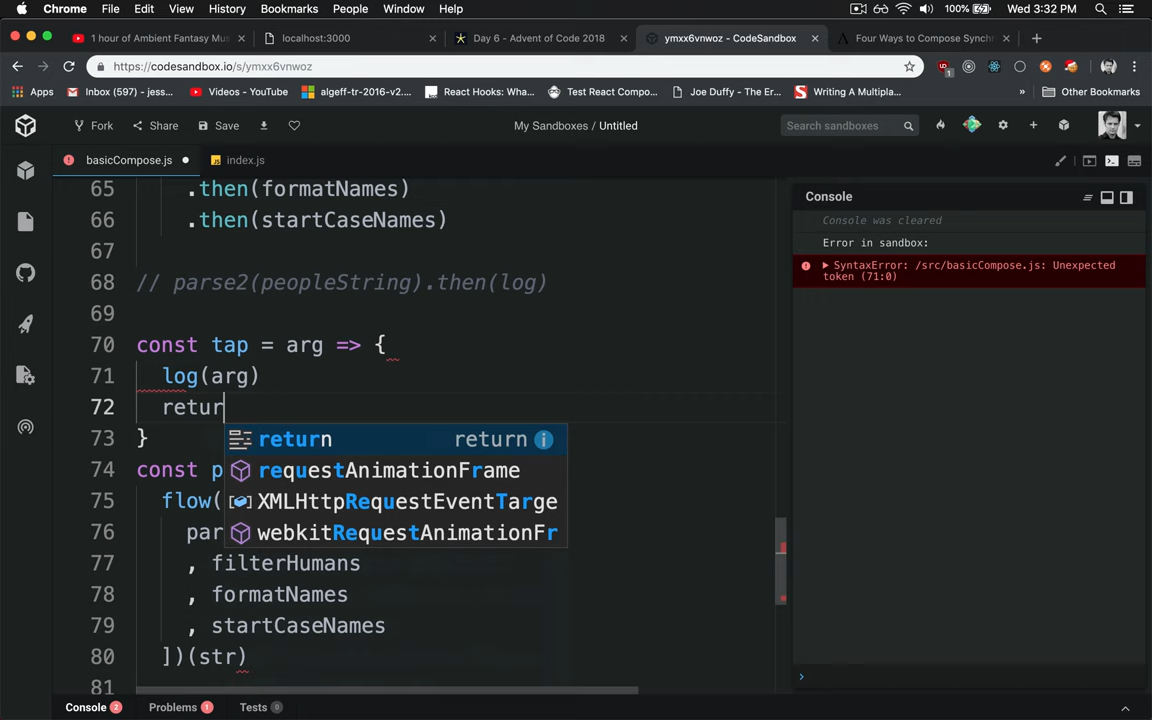 Chrome File Edit View History Bookmarks People Window Help 100% Wed 3:32 PM
1 hour of Ambient Fantasy Mus
localhost:3000
Day 6 - Advent of Code 2018
ymxx6vnwoz - CodeSandbox
Four Ways to Compose Synchr
https://codesandbox.io/s/ymxx6vnwoz
Apps
Inbox (597) - jess...
Videos - YouTube
algeff-tr-2016-v2...
React Hooks: Wha...
Test React Compo...
Joe Duffy - The Er...
Writing A Multipla...
»
Other Bookmarks
Fork Share Save My Sandboxes / Untitled Search sandboxes
basicCompose.js index.js
65 .then(formatNames)
66 .then(startCaseNames)
67
68 // parse2(peopleString).then(log)
69
70 const tap = arg => {
71 log(arg)
72 retur
73 }
74 const p
75 flow(
76 par
77 , filterHumans
78 , formatNames
79 , startCaseNames
80 ])(str)
81
return return
requestAnimationFrame
XMLHttpRequestEventTarge
webkitRequestAnimationFr
Console
Console was cleared
Error in sandbox:
SyntaxError: /src/basicCompose.js: Unexpected
token (71:0)
›
Console 2 Problems 1 Tests 0